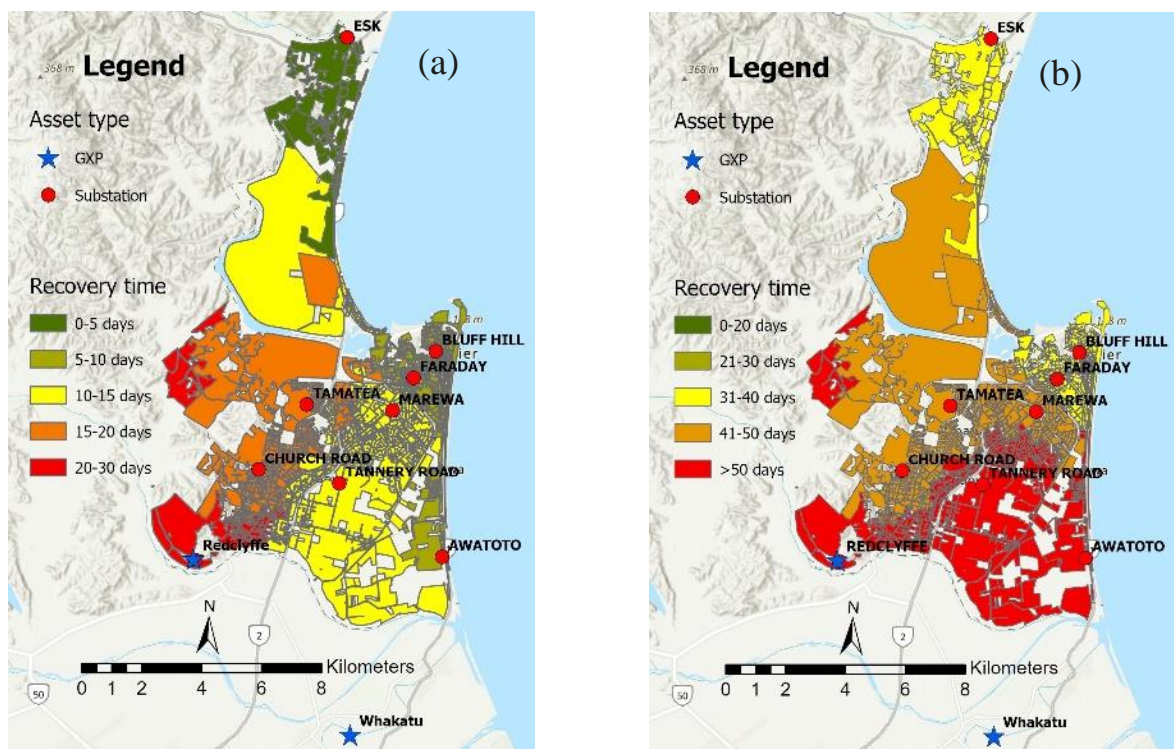 ESK
(a)
368 m
Legend
Asset type
GXP
Substation
Recovery time
0-5 days
5-10 days
10-15 days
15-20 days
20-30 days
BLUFF HILL
ier
FARADAY
TAMATEA
MAREWA
CHURCH ROAD
TANNERY ROAD
AWATOTO
Redclyffe
N
2
Kilometers
0 1 2 4 6 8
50
Whakatu
ESK
(b)
368 m
Legend
Asset type
GXP
Substation
Recovery time
0-20 days
21-30 days
31-40 days
41-50 days
>50 days
BLUFF HILL
ier
FARADAY
TAMATEA
MAREWA
CHURCH ROAD
TANNERY ROAD
AWATOTO
REDCLYFFE
N
2
Kilometers
0 1 2 4 6 8
50
Whakatu